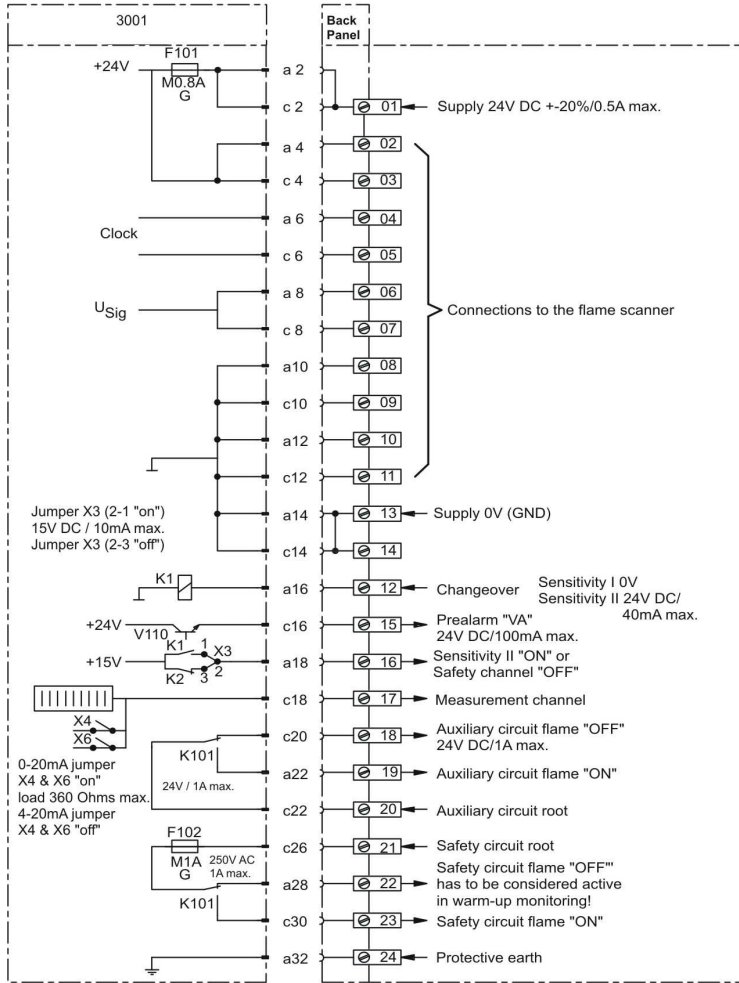 3001
Back
Panel
F101
+24V
M0.8A
G
a 2
c 2
01
Supply 24V DC +-20%/0.5A max.
a 4
02
c 4
03
Clock
a 6
04
c 6
05
USig
a 8
06
c 8
07
Connections to the flame scanner
a10
08
c10
09
a12
10
c12
11
Jumper X3 (2-1 "on")
15V DC / 10mA max.
Jumper X3 (2-3 "off")
a14
13
Supply 0V (GND)
c14
14
K1
a16
12
Changeover
Sensitivity I 0V
Sensitivity II 24V DC/
40mA max.
+24V
V110
c16
15
Prealarm "VA"
24V DC/100mA max.
+15V
K1
1
X3
K2
3
2
a18
16
Sensitivity II "ON" or
Safety channel "OFF"
c18
17
Measurement channel
X4
X6
0-20mA jumper
X4 & X6 "on"
load 360 Ohms max.
4-20mA jumper
X4 & X6 "off"
K101
24V / 1A max.
c20
18
Auxiliary circuit flame "OFF"
24V DC/1A max.
a22
19
Auxiliary circuit flame "ON"
c22
20
Auxiliary circuit root
F102
M1A
G
250V AC
1A max.
K101
c26
21
Safety circuit root
a28
22
Safety circuit flame "OFF"'
has to be considered active
in warm-up monitoring!
c30
23
Safety circuit flame "ON"
a32
24
Protective earth